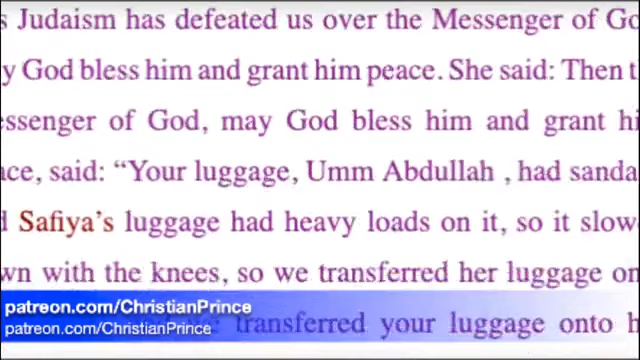 s Judaism has defeated us over the Messenger of Go
y God bless him and grant him peace. She said: Then t
essenger of God, may God bless him and grant hi
ace, said: “Your luggage, Umm Abdullah , had sanda
d Safiya’s luggage had heavy loads on it, so it slow
wn with the knees, so we transferred her luggage on
patreon.com/ChristianPrince
patreon.com/ChristianPrince
transferred your luggage onto h